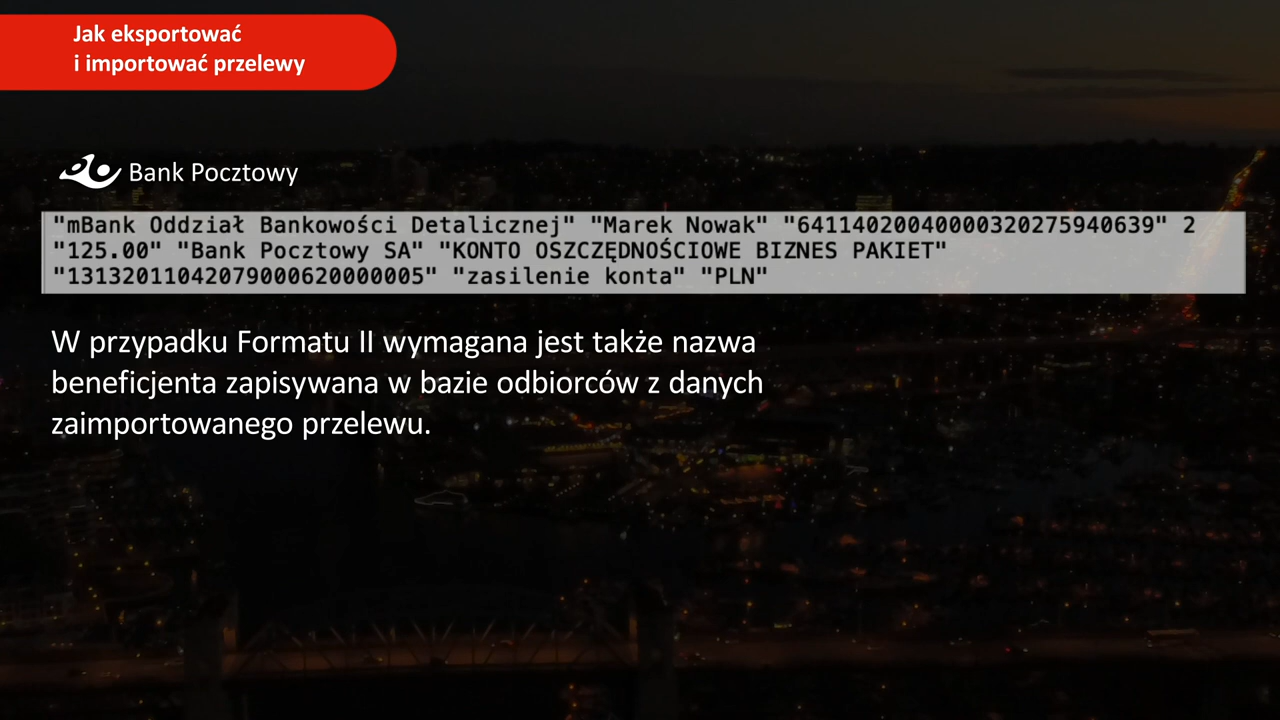 Jak eksportować
i importować przelewy
Bank Pocztowy
"mBank Oddział Bankowości Detalicznej" "Marek Nowak" "64114020040000320275940639" 2
"125.00" "Bank Pocztowy SA" "KONTO OSZCZĘDNOŚCIOWE BIZNES PAKIET"
"13132011042079000620000005" "zasilenie konta" "PLN"
W przypadku Formatu II wymagana jest także nazwa
beneficjenta zapisywana w bazie odbiorców z danych
zaimportowanego przelewu.